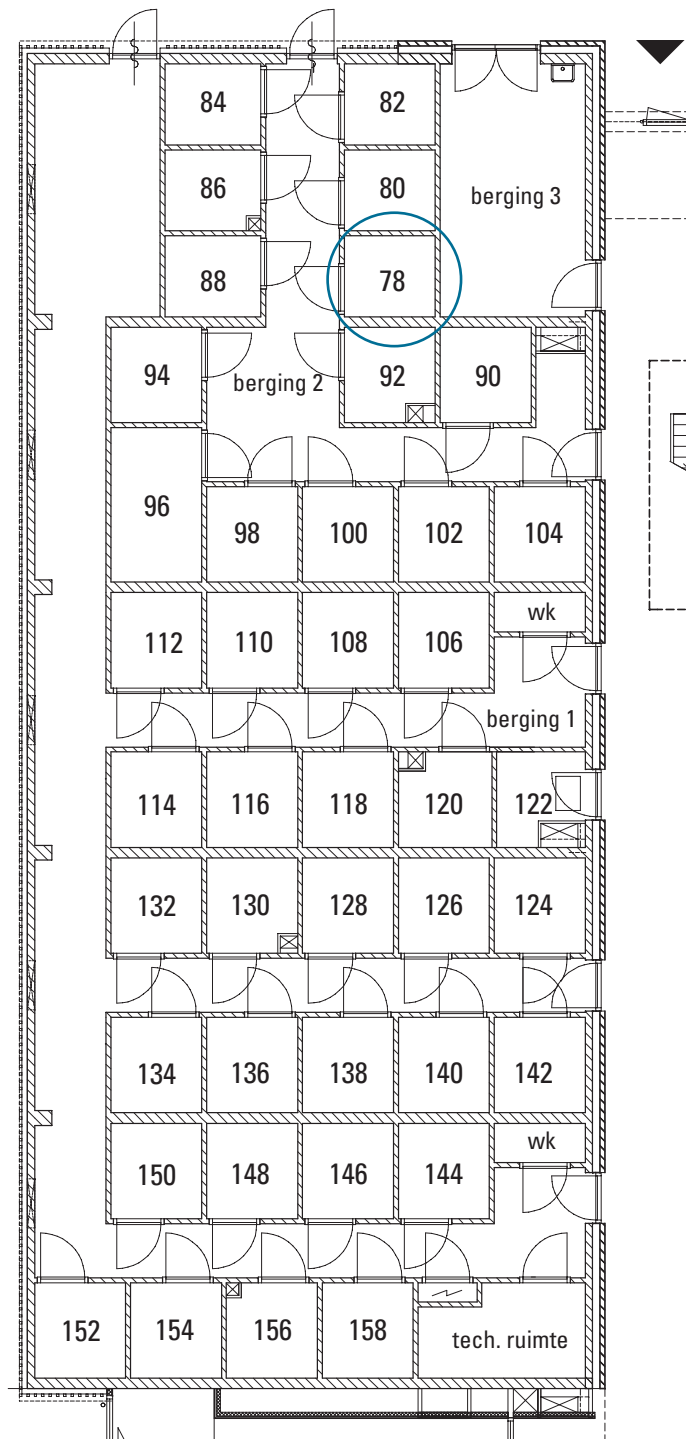 84 82
86 80 berging 3
88 78
94 berging 2 92 90
96 98 100 102 104
wk
112 110 108 106
berging 1
114 116 118 120 122
132 130 128 126 124
134 136 138 140 142
wk
150 148 146 144
152 154 156 158 tech. ruimte